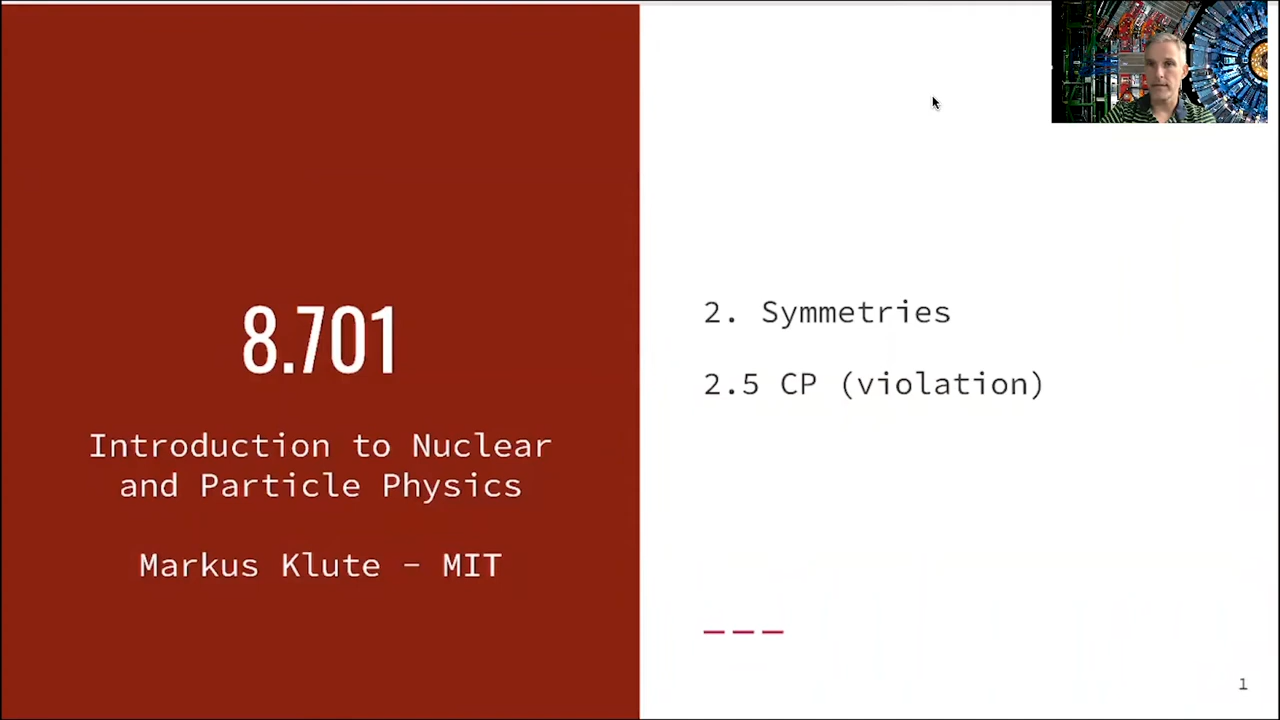 8.701
Introduction to Nuclear
and Particle Physics
Markus Klute - MIT
2. Symmetries
2.5 CP (violation)
1